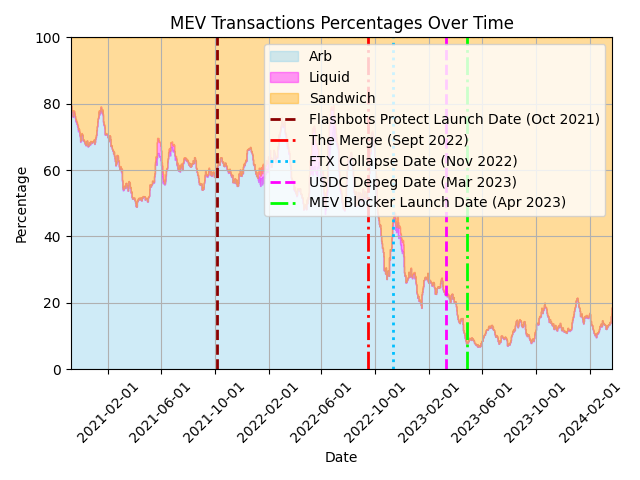 MEV Transactions Percentages Over Time
100
80
60
40
20
0
Percentage
Arb
Liquid
Sandwich
Flashbots Protect Launch Date (Oct 2021)
The Merge (Sept 2022)
FTX Collapse Date (Nov 2022)
USDC Depeg Date (Mar 2023)
MEV Blocker Launch Date (Apr 2023)
2021-02-01
2021-06-01
2021-10-01
2022-02-01
2022-06-01
2022-10-01
2023-02-01
2023-06-01
2023-10-01
2024-02-01
Date